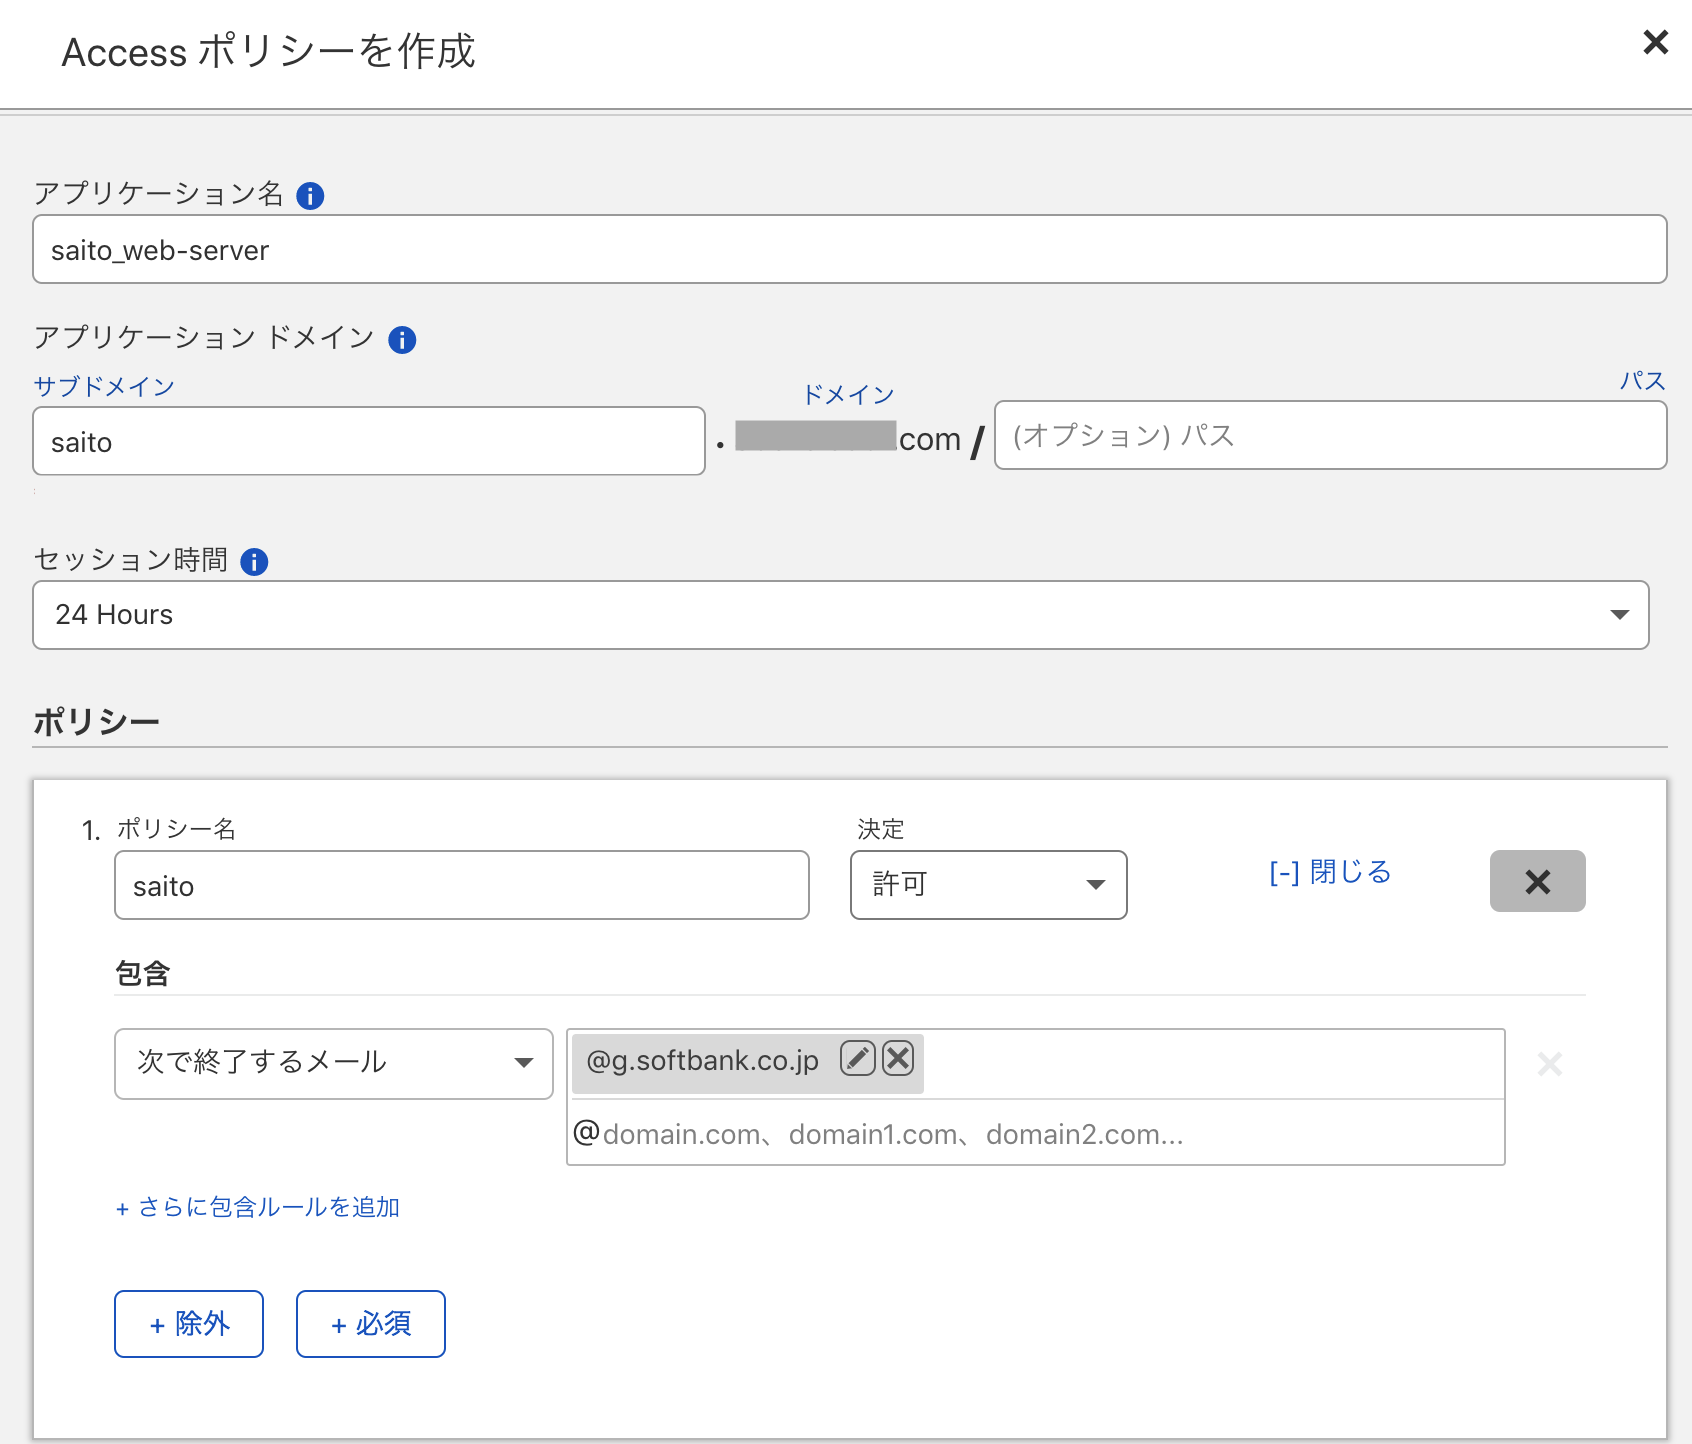 Access ポリシーを作成
アプリケーション名
saito_web-server
アプリケーション ドメイン
サブドメイン
ドメイン
パス
saito
. com / (オプション) パス
セッション時間
24 Hours
ポリシー
1. ポリシー名
決定
saito
許可
[-] 閉じる
包含
次で終了するメール
@g.softbank.co.jp
@domain.com、domain1.com、domain2.com...
+ さらに包含ルールを追加
+ 除外
+ 必須